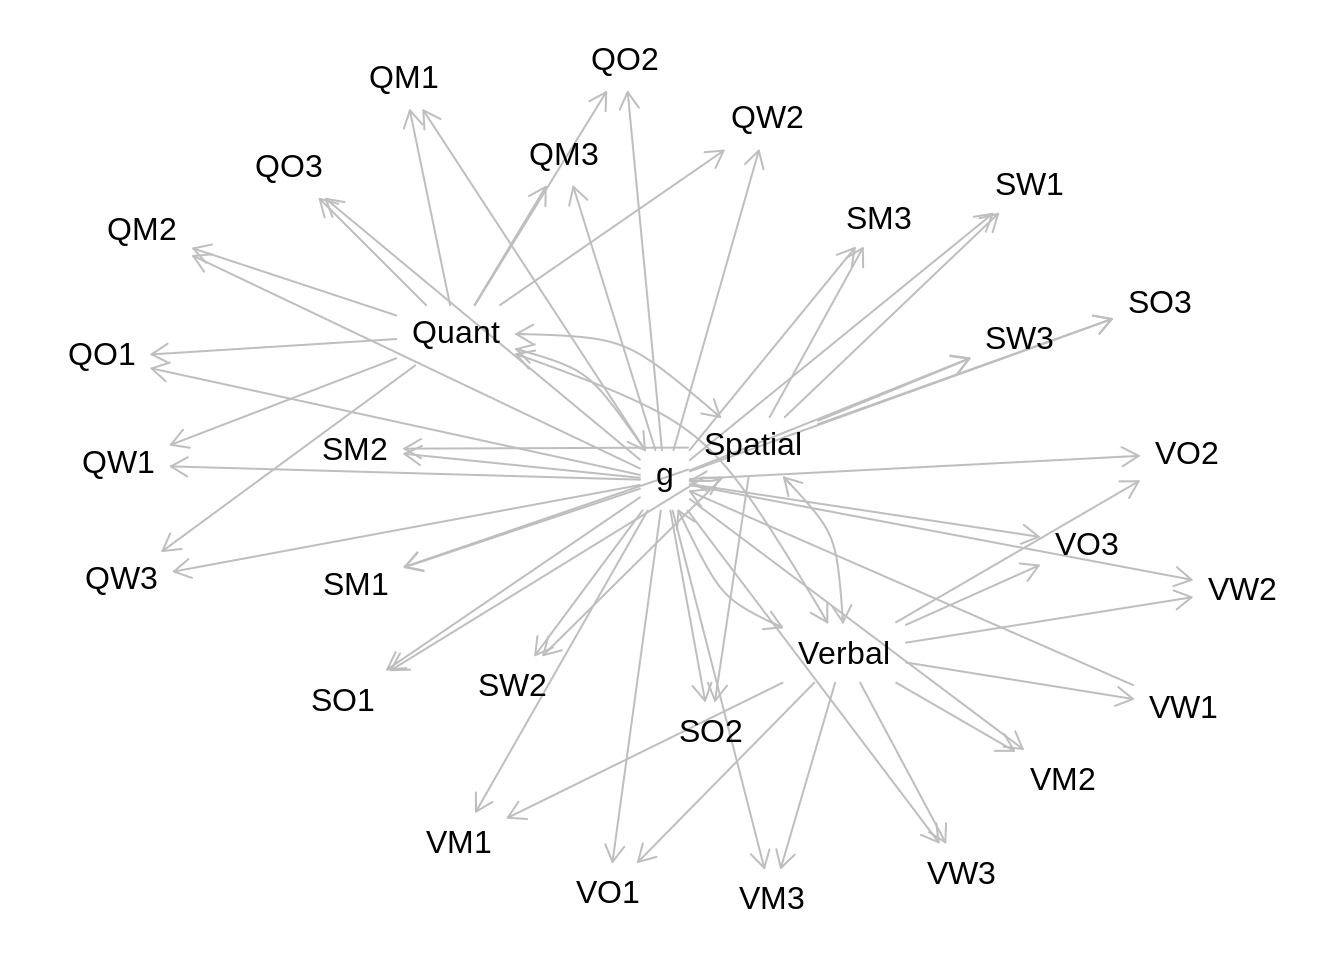 QO2
QM1
QW2
QM3
QO3
SW1
SM3
QM2
SO3
Quant
SW3
QO1
Spatial
SM2
VO2
QW1
g
VO3
QW3
SM1
VW2
Verbal
SW2
SO1
VW1
SO2
VM2
VM1
VW3
VO1
VM3